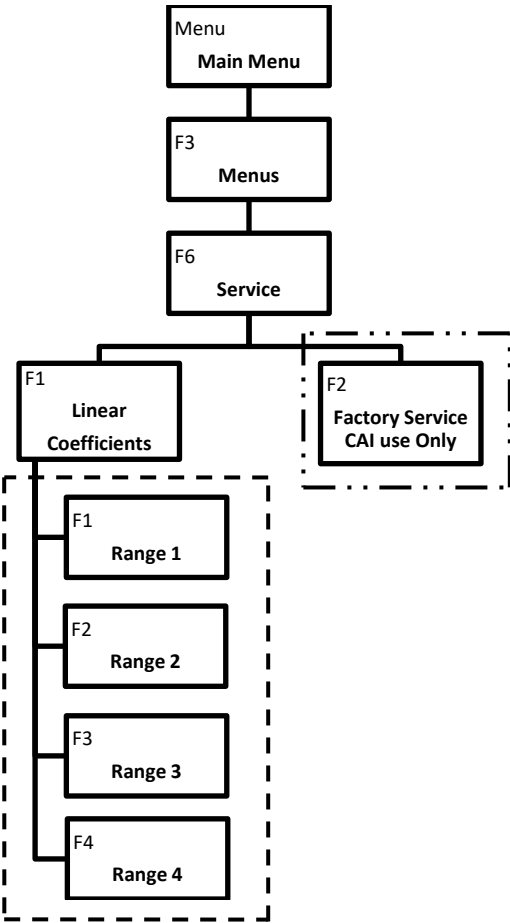 Menu
Main Menu
F3
Menus
F6
Service
F1
Linear
Coefficients
F2
Factory Service
CAI use Only
F1
Range 1
F2
Range 2
F3
Range 3
F4
Range 4